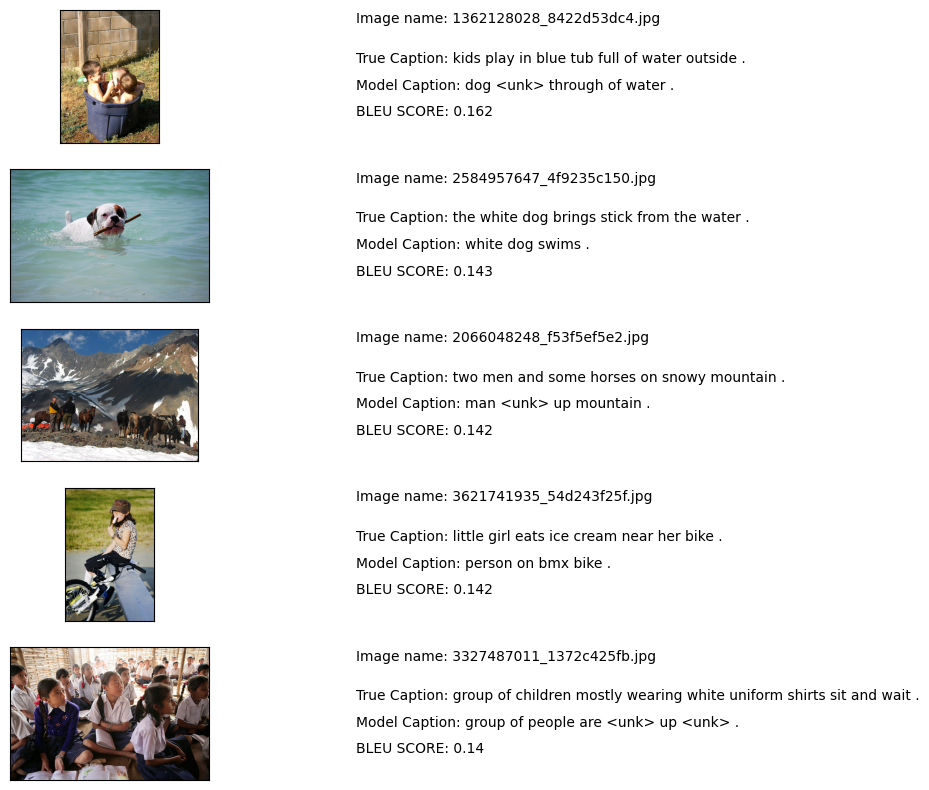 Image name: 1362128028_8422d53dc4.jpg
True Caption: kids play in blue tub full of water outside .
Model Caption: dog <unk> through of water .
BLEU SCORE: 0.162
Image name: 2584957647_4f9235c150.jpg
True Caption: the white dog brings stick from the water .
Model Caption: white dog swims .
BLEU SCORE: 0.143
Image name: 2066048248_f53f5ef5e2.jpg
True Caption: two men and some horses on snowy mountain .
Model Caption: man <unk> up mountain .
BLEU SCORE: 0.142
Image name: 3621741935_54d243f25f.jpg
True Caption: little girl eats ice cream near her bike .
Model Caption: person on bmx bike .
BLEU SCORE: 0.142
Image name: 3327487011_1372c425fb.jpg
True Caption: group of children mostly wearing white uniform shirts sit and wait .
Model Caption: group of people are <unk> up <unk> .
BLEU SCORE: 0.14